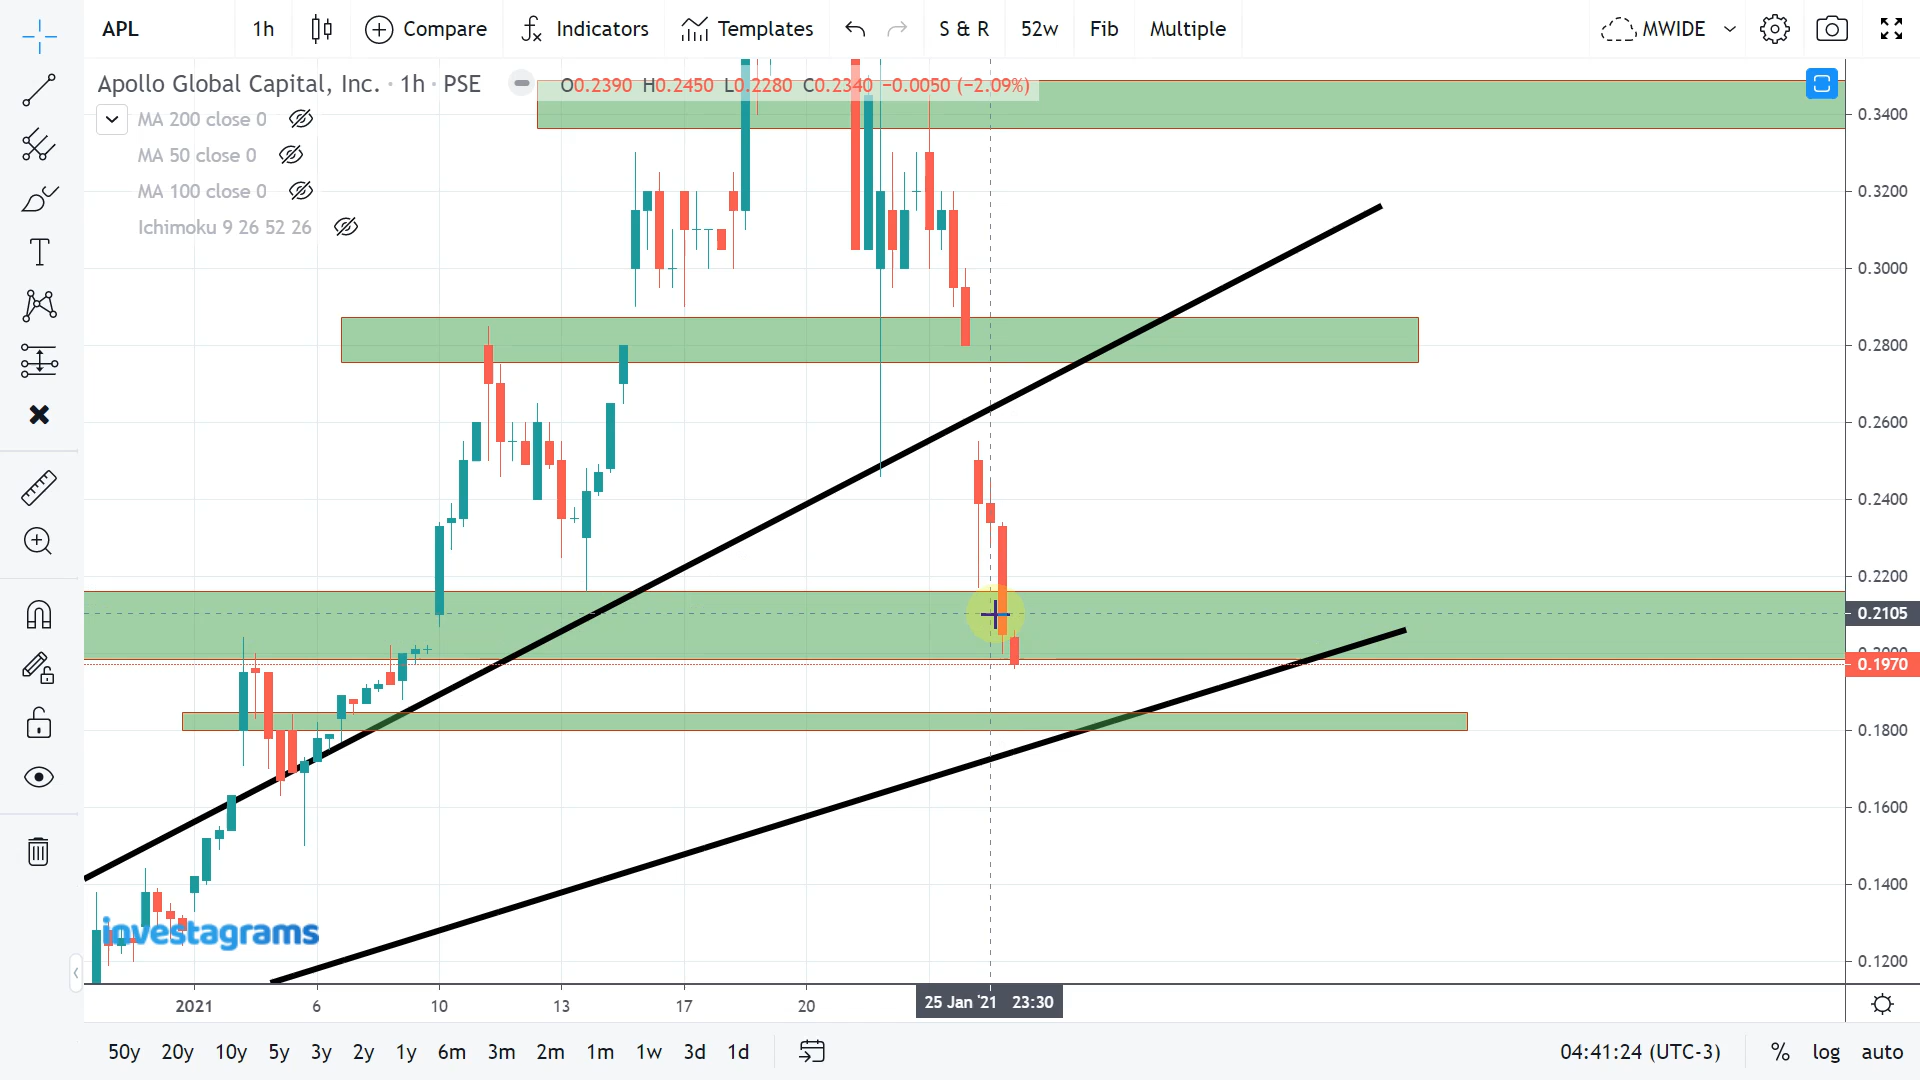 APL 1h Compare Indicators Templates S & R 52w Fib Multiple MWIDE
Apollo Global Capital, Inc. · 1h · PSE O0.2390 H0.2450 L0.2280 C0.2340 −0.0050 (−2.09%)
MA 200 close 0
MA 50 close 0
MA 100 close 0
Ichimoku 9 26 52 26
0.3400
0.3200
0.3000
0.2800
0.2600
0.2400
0.2200
0.2105
0.2000
0.1970
0.1800
0.1600
0.1400
0.1200
investagrams
2021 6 10 13 17 20 25 Jan '21 23:30
50y 20y 10y 5y 3y 2y 1y 6m 3m 2m 1m 1w 3d 1d 04:41:24 (UTC-3) % log auto